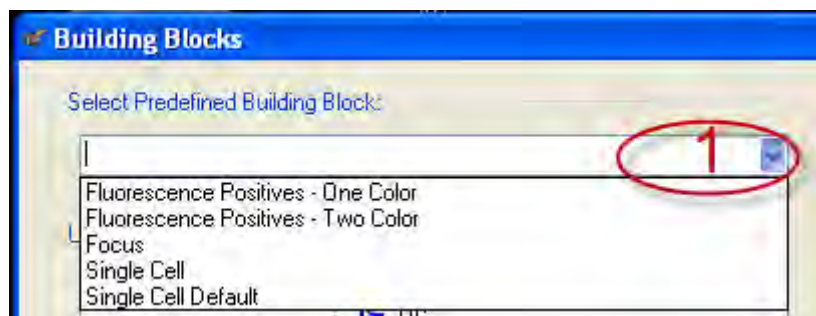 Building Blocks
Select Predefined Building Block:
1
Fluorescence Positives - One Color
Fluorescence Positives - Two Color
Focus
Single Cell
Single Cell Default